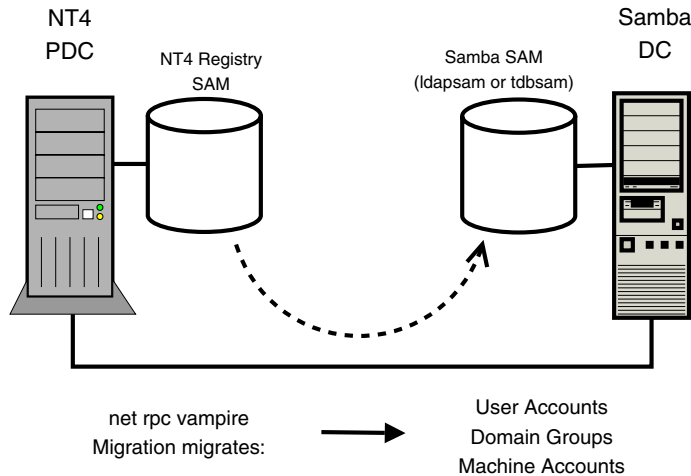 NT4
PDC
NT4 Registry
SAM
Samba SAM
(ldapsam or tdbsam)
Samba
DC
net rpc vampire
Migration migrates:
User Accounts
Domain Groups
Machine Accounts